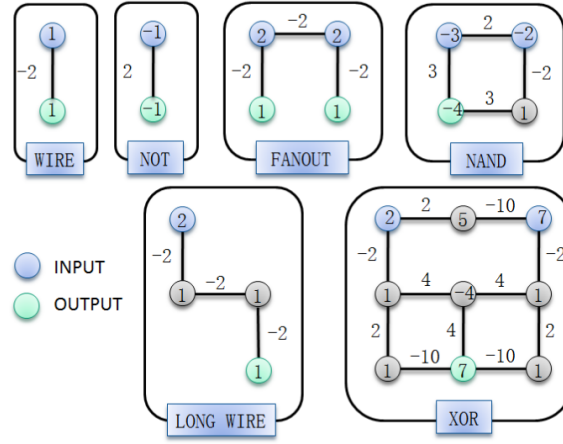 1 -1 -2 2 2 -3 2 -2
-2 2 -2 -2 3 -2
1 -1 1 1 -4 3 1
WIRE NOT FANOUT NAND
2 2 2 5 -10 7
-2 -2 -2
INPUT 1 -2 1 1 4 -4 4 1
OUTPUT -2 2 4 2
1 1 -10 7 -10 1
LONG WIRE XOR